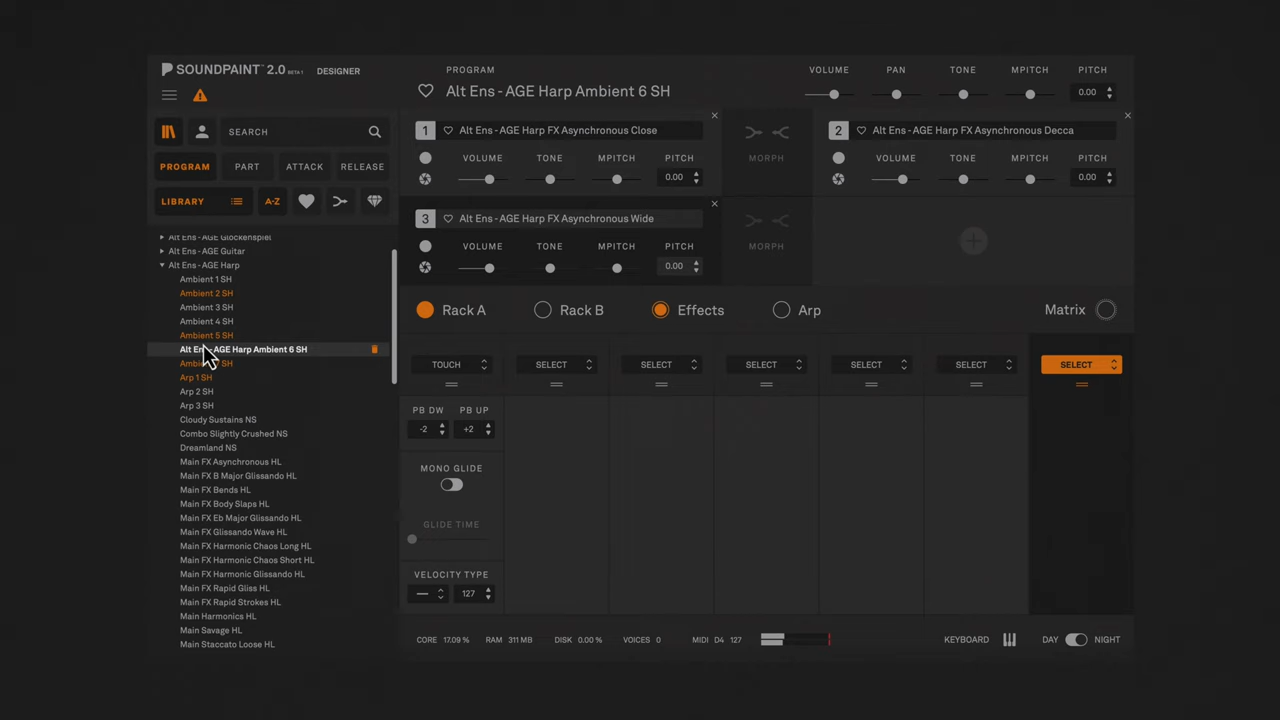 SOUNDPAINT™ 2.0 BETA 1 DESIGNER
PROGRAM
Alt Ens - AGE Harp Ambient 6 SH
VOLUME PAN TONE MPITCH PITCH
0.00
SEARCH
PROGRAM PART ATTACK RELEASE
LIBRARY A-Z
Alt Ens - AGE Glockenspiel
Alt Ens - AGE Guitar
Alt Ens - AGE Harp
Ambient 1 SH
Ambient 2 SH
Ambient 3 SH
Ambient 4 SH
Ambient 5 SH
Alt Ens - AGE Harp Ambient 6 SH
Arp 1 SH
Arp 2 SH
Arp 3 SH
Cloudy Sustains NS
Combo Slightly Crushed NS
Dreamland NS
Main FX Asynchronous HL
Main FX B Major Glissando HL
Main FX Bends HL
Main FX Body Slaps HL
Main FX Eb Major Glissando HL
Main FX Glissando Wave HL
Main FX Harmonic Chaos Long HL
Main FX Harmonic Chaos Short HL
Main FX Harmonic Glissando HL
Main FX Rapid Gliss HL
Main FX Rapid Strokes HL
Main Harmonics HL
Main Savage HL
Main Staccato Loose HL
1 Alt Ens - AGE Harp FX Asynchronous Close
VOLUME TONE MPITCH PITCH
0.00
MORPH
2 Alt Ens - AGE Harp FX Asynchronous Decca
VOLUME TONE MPITCH PITCH
0.00
3 Alt Ens - AGE Harp FX Asynchronous Wide
VOLUME TONE MPITCH PITCH
0.00
MORPH
Rack A Rack B Effects Arp Matrix
TOUCH SELECT SELECT SELECT SELECT SELECT SELECT
PB DW PB UP
-2 +2
MONO GLIDE
GLIDE TIME
VELOCITY TYPE
127
CORE 17.09 % RAM 311 MB DISK 0.00 % VOICES 0 MIDI D4 127 KEYBOARD DAY NIGHT